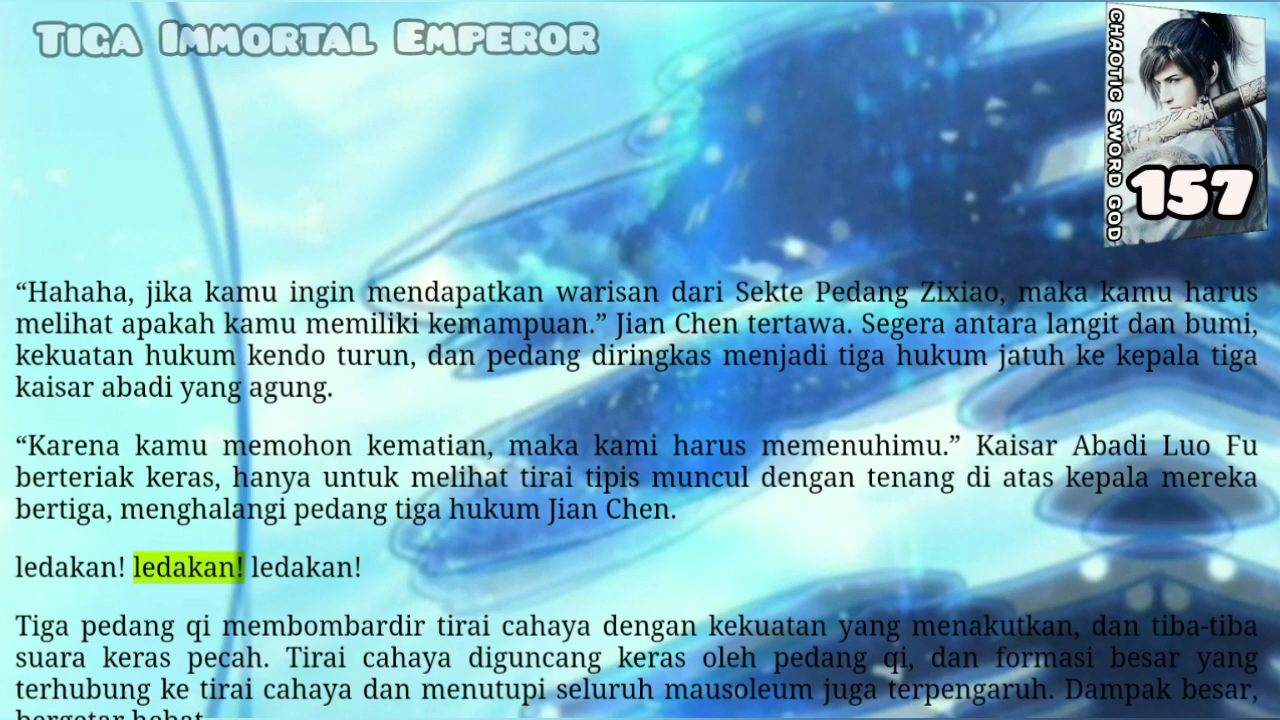 Tiga Immortal Emperor
CHAOTIC SWORD GOD
157
“Hahaha, jika kamu ingin mendapatkan warisan dari Sekte Pedang Zixiao, maka kamu harus
melihat apakah kamu memiliki kemampuan.” Jian Chen tertawa. Segera antara langit dan bumi,
kekuatan hukum kendo turun, dan pedang diringkas menjadi tiga hukum jatuh ke kepala tiga
kaisar abadi yang agung.
“Karena kamu memohon kematian, maka kami harus memenuhimu.” Kaisar Abadi Luo Fu
berteriak keras, hanya untuk melihat tirai tipis muncul dengan tenang di atas kepala mereka
bertiga, menghalangi pedang tiga hukum Jian Chen.
ledakan! ledakan! ledakan!
Tiga pedang qi membombardir tirai cahaya dengan kekuatan yang menakutkan, dan tiba-tiba
suara keras pecah. Tirai cahaya diguncang keras oleh pedang qi, dan formasi besar yang
terhubung ke tirai cahaya dan menutupi seluruh mausoleum juga terpengaruh. Dampak besar,
bergetar hebat.